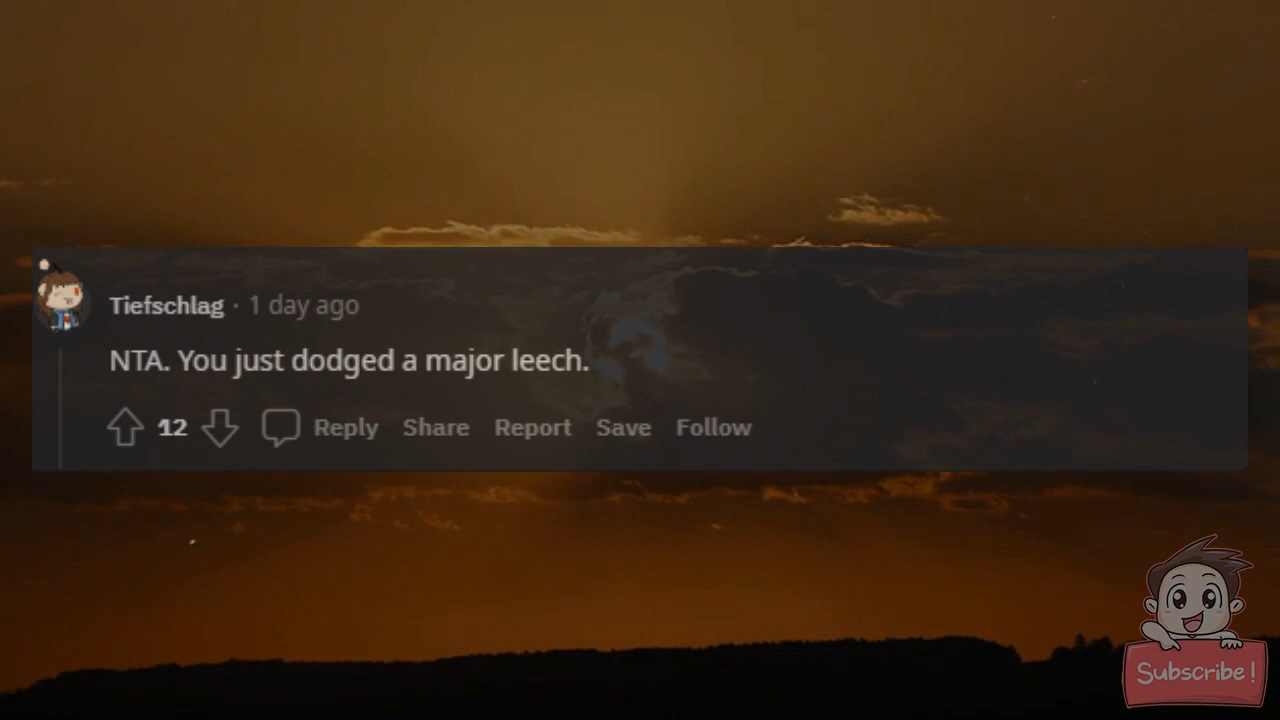 Tiefschlag · 1 day ago
NTA. You just dodged a major leech.
12 Reply Share Report Save Follow
Subscribe!